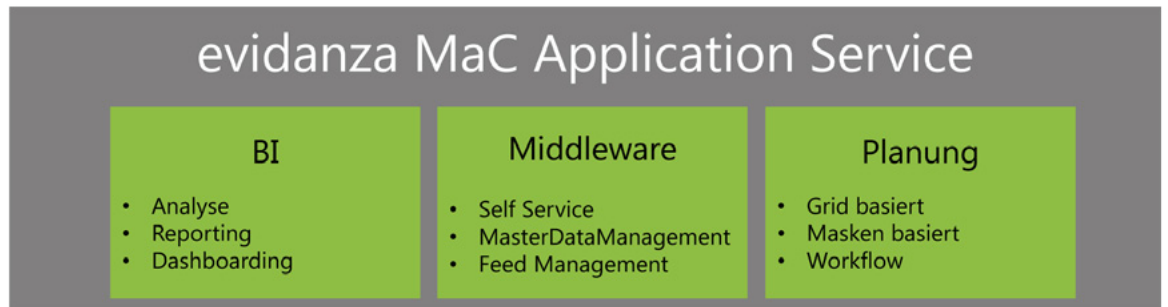 evidanza MaC Application Service
BI
• Analyse
• Reporting
• Dashboarding
Middleware
• Self Service
• MasterDataManagement
• Feed Management
Planung
• Grid basiert
• Masken basiert
• Workflow